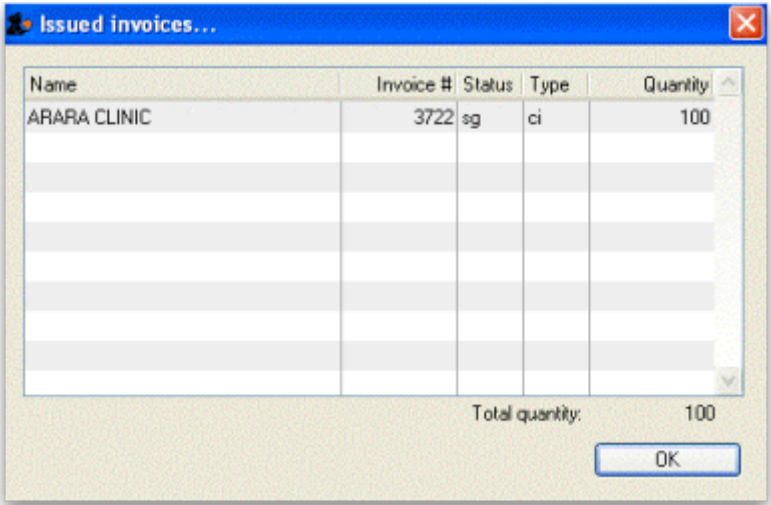 Issued invoices...
Name Invoice # Status Type Quantity
ARARA CLINIC 3722 sg ci 100
Total quantity: 100
OK